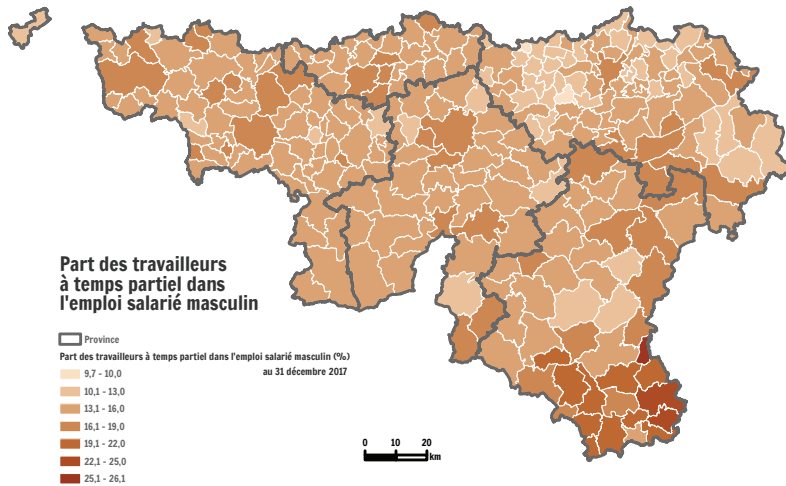 Part des travailleurs
à temps partiel dans
l'emploi salarié masculin
Province
Part des travailleurs à temps partiel dans l'emploi salarié masculin (%)
au 31 décembre 2017
9,7 - 10,0
10,1 - 13,0
13,1 - 16,0
16,1 - 19,0
19,1 - 22,0
22,1 - 25,0
25,1 - 26,1
0 10 20
km